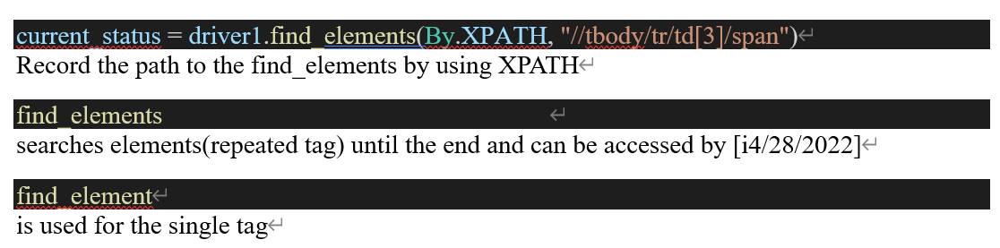 current_status = driver1.find_elements(By.XPATH, "//tbody/tr/td[3]/span")
Record the path to the find_elements by using XPATH
find_elements
searches elements(repeated tag) until the end and can be accessed by [i4/28/2022]
find_element
is used for the single tag